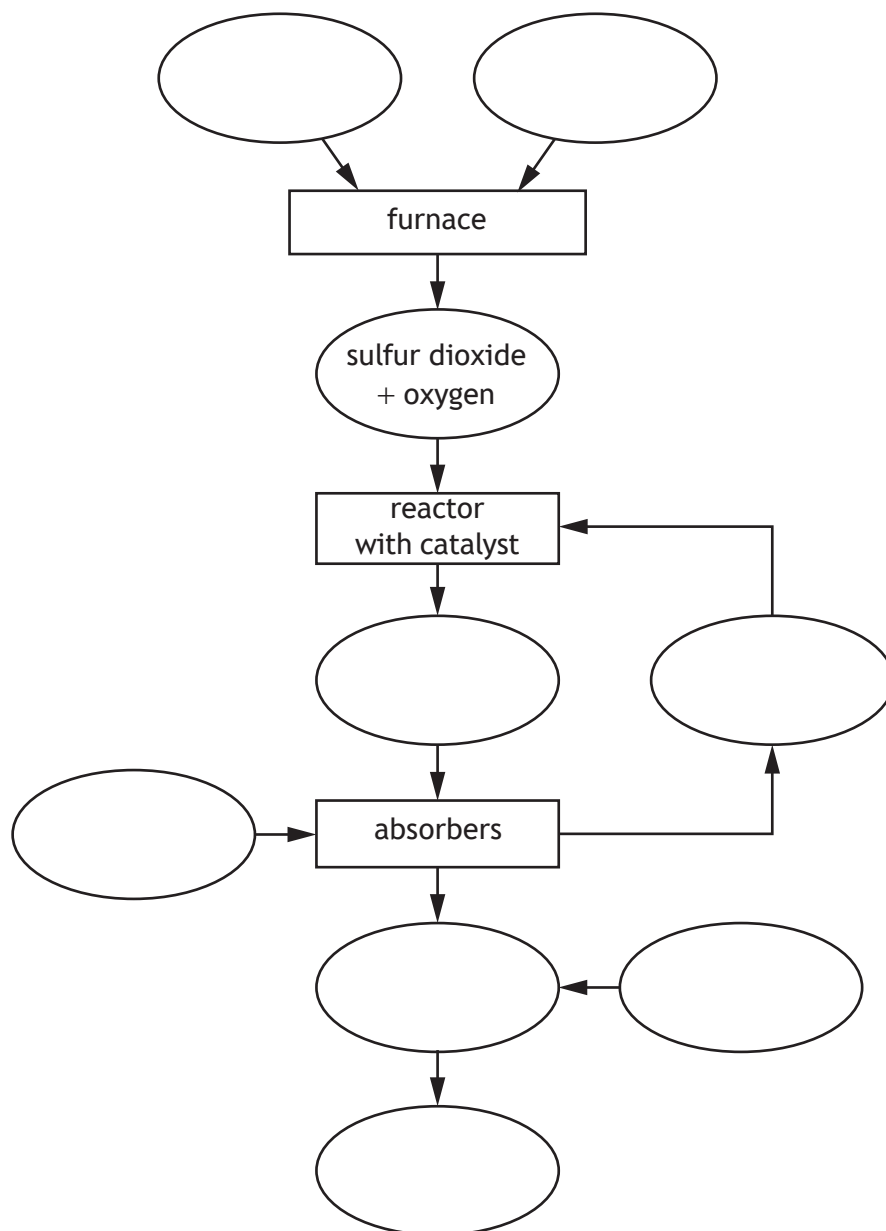 furnace
sulfur dioxide
+ oxygen
reactor
with catalyst
absorbers